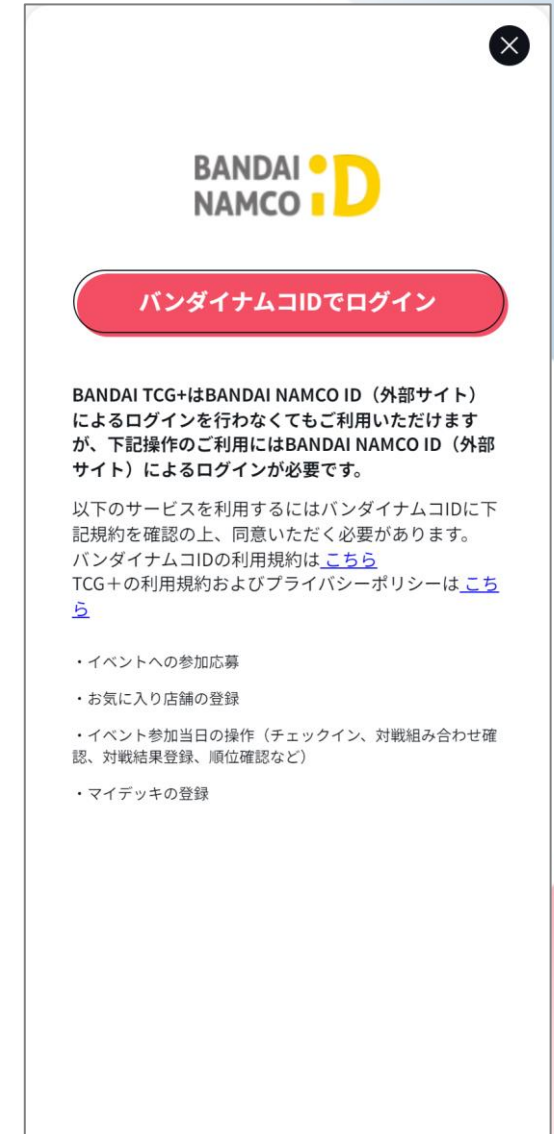 BANDAI
NAMCO iD
バンダイナムコIDでログイン
BANDAI TCG+はBANDAI NAMCO ID（外部サイト）
によるログインを行わなくてもご利用いただけます
が、下記操作のご利用にはBANDAI NAMCO ID（外部
サイト）によるログインが必要です。
以下のサービスを利用するにはバンダイナムコIDに下
記規約を確認の上、同意いただく必要があります。
バンダイナムコIDの利用規約は こちら
TCG＋の利用規約およびプライバシーポリシーは こち
ら
・イベントへの参加応募
・お気に入り店舗の登録
・イベント参加当日の操作（チェックイン、対戦組み合わせ確
認、対戦結果登録、順位確認など）
・マイデッキの登録